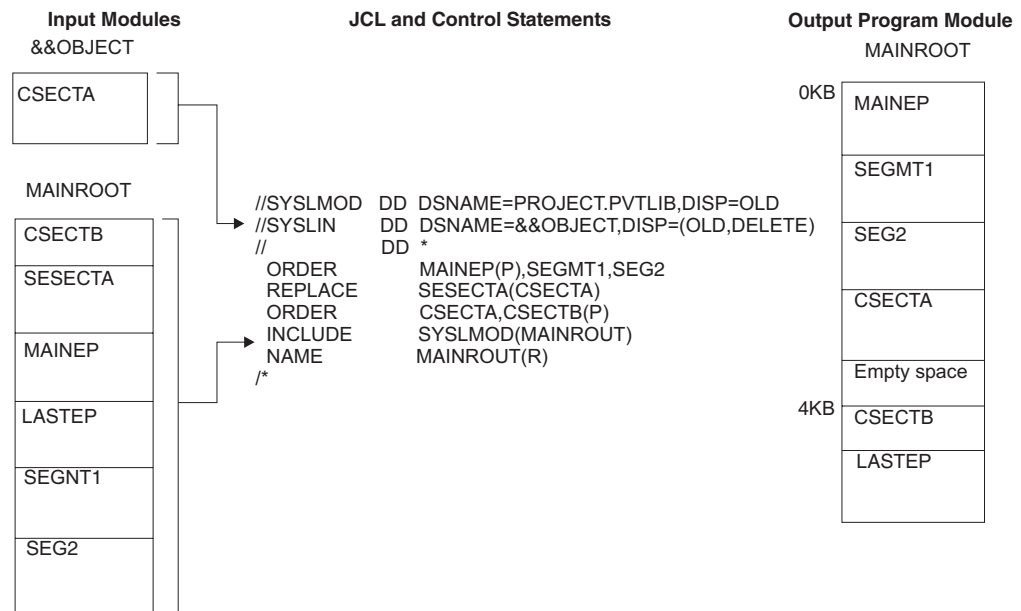 Input Modules
&&OBJECT
CSECTA
MAINROOT
CSECTB
SESECTA
MAINEP
LASTEP
SEGNT1
SEG2
JCL and Control Statements
//SYSLMOD DD DSNAME=PROJECT.PVTLIB,DISP=OLD
//SYSLIN DD DSNAME=&&OBJECT,DISP=(OLD,DELETE)
// DD *
ORDER MAINEP(P),SEGMT1,SEG2
REPLACE SESECTA(CSECTA)
ORDER CSECTA,CSECTB(P)
INCLUDE SYSLMOD(MAINROUT)
NAME MAINROUT(R)
/*
Output Program Module
MAINROOT
0KB
MAINEP
SEGMT1
SEG2
CSECTA
Empty space
4KB
CSECTB
LASTEP